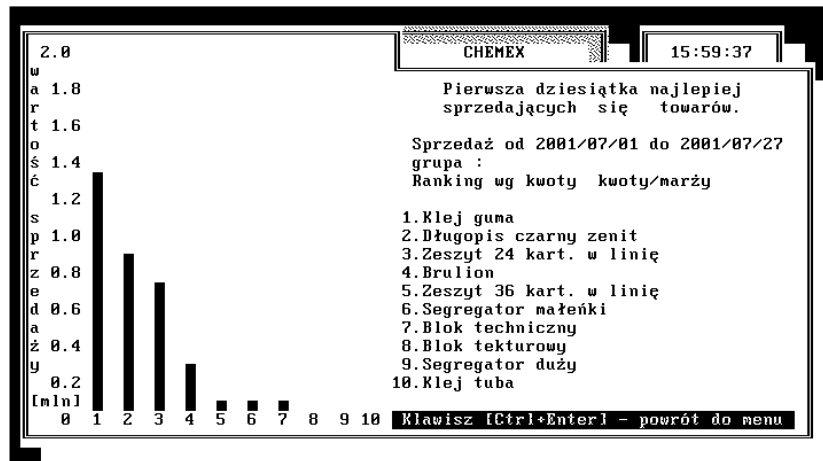 CHEMEX
15:59:37
wartość sprzedaży
2.0
1.8
1.6
1.4
1.2
1.0
0.8
0.6
0.4
0.2
[mln]
0 1 2 3 4 5 6 7 8 9 10
Pierwsza dziesiątka najlepiej
sprzedających się towarów.
Sprzedaż od 2001/07/01 do 2001/07/27
grupa :
Ranking wg kwoty kwoty/marży
1.Klej guma
2.Długopis czarny zenit
3.Zeszyt 24 kart. w linię
4.Brulion
5.Zeszyt 36 kart. w linię
6.Segregator małeńki
7.Blok techniczny
8.Blok tekturowy
9.Segregator duży
10.Klej tuba
Klawisz [Ctrl+Enter] - powrót do menu